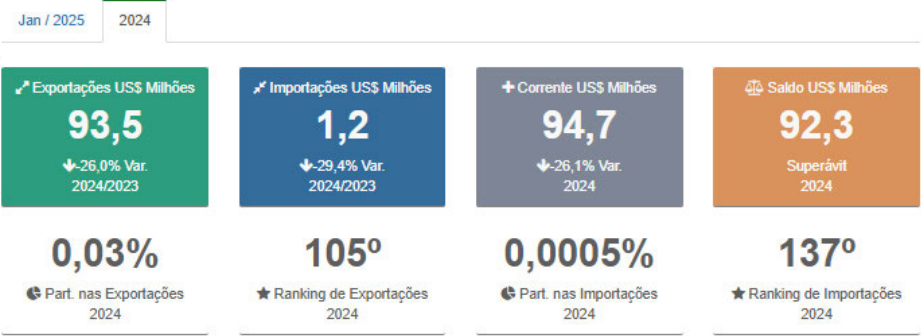 Jan / 2025
2024
Exportações US$ Milhões
93,5
-26,0% Var.
2024/2023
Importações US$ Milhões
1,2
-29,4% Var.
2024/2023
Corrente US$ Milhões
94,7
-26,1% Var.
2024
Saldo US$ Milhões
92,3
Superávit
2024
0,03%
Part. nas Exportações
2024
105º
Ranking de Exportações
2024
0,0005%
Part. nas Importações
2024
137º
Ranking de Importações
2024